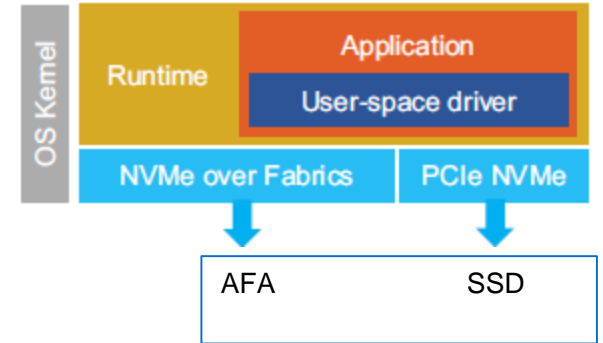 OS Kernel
Runtime
Application
User-space driver
NVMe over Fabrics
PCIe NVMe
AFA
SSD